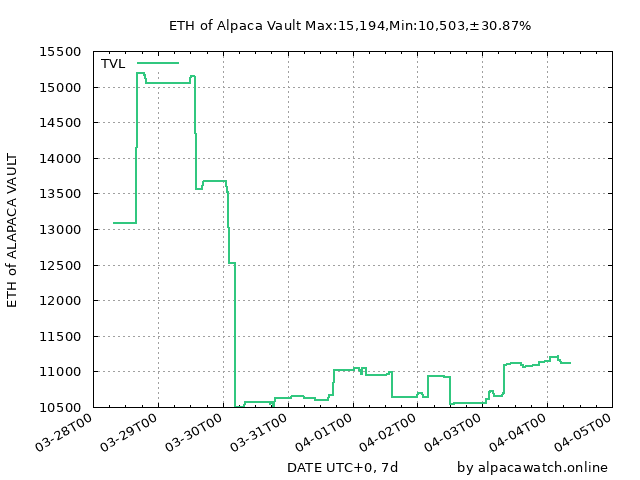 ETH of Alpaca Vault Max:15,194,Min:10,503,±30.87%
TVL
15500
15000
14500
14000
13500
13000
12500
12000
11500
11000
10500
ETH of ALAPACA VAULT
03-28T00
03-29T00
03-30T00
03-31T00
04-01T00
04-02T00
04-03T00
04-04T00
04-05T00
DATE UTC+0, 7d
by alpacawatch.online